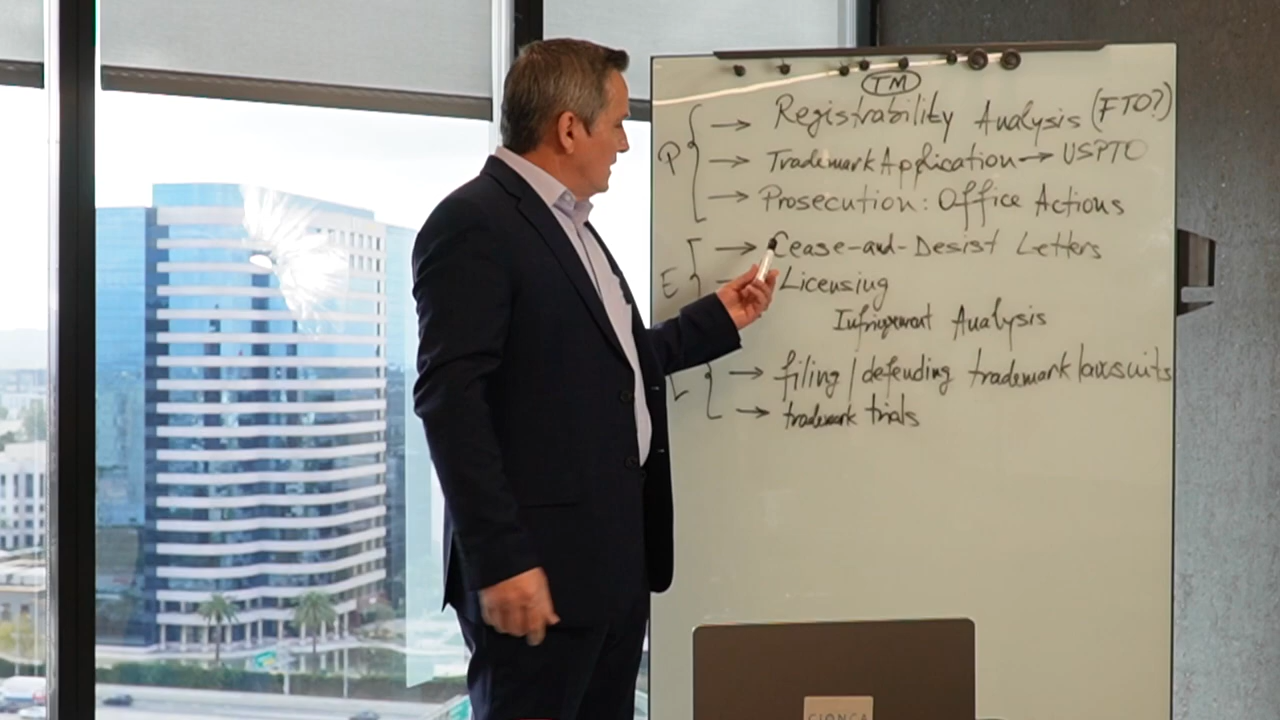 TM
P → Registrability Analysis (FTO?)
→ Trademark Application → USPTO
→ Prosecution: Office Actions
E → Cease-and-Desist Letters
Licensing
Infringement Analysis
L → filing/defending trademark lawsuits
→ trademark trials
CIONCA